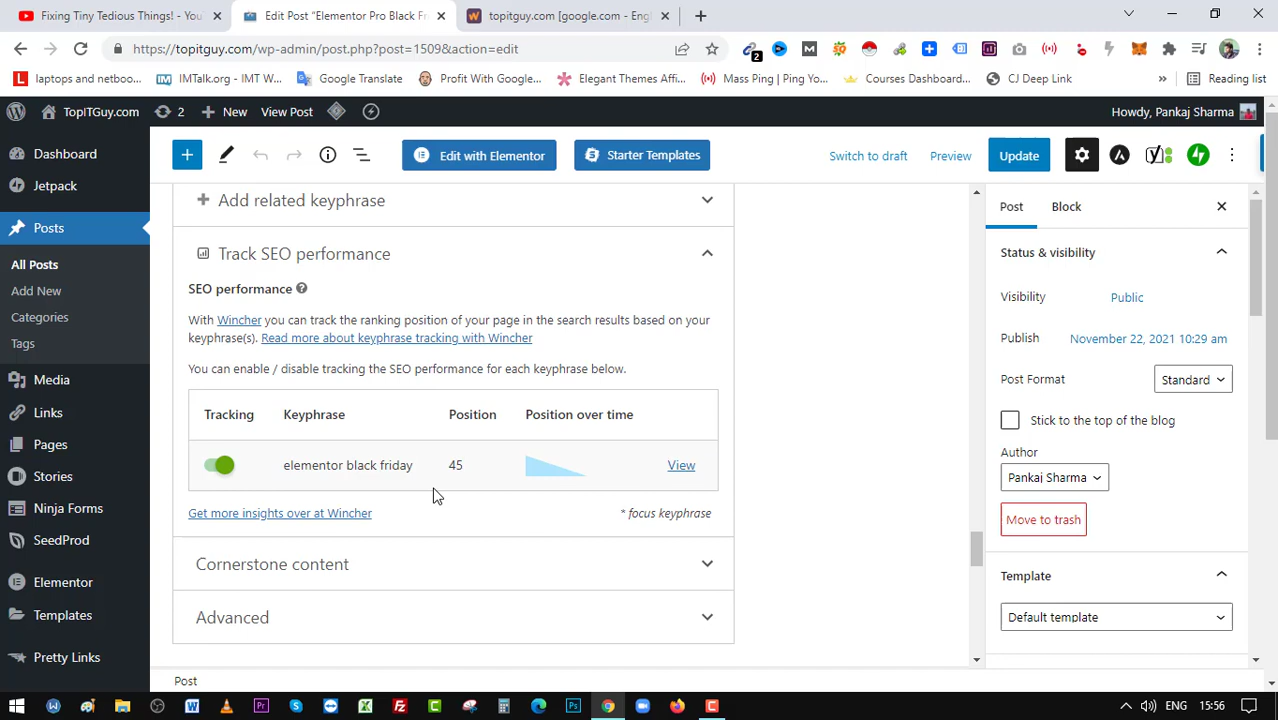 Fixing Tiny Tedious Things! - You
Edit Post "Elementor Pro Black Fr
topitguy.com [google.com - Eng
https://topitguy.com/wp-admin/post.php?post=1509&action=edit
2
laptops and netboo...
IMTalk.org - IMT W...
Google Translate
Profit With Google...
Elegant Themes Affi...
Mass Ping | Ping Yo...
Courses Dashboard...
CJ Deep Link
»
Reading list
TopITGuy.com
2
New
View Post
Howdy, Pankaj Sharma
Dashboard
Jetpack
Posts
All Posts
Add New
Categories
Tags
Media
Links
Pages
Stories
Ninja Forms
SeedProd
Elementor
Templates
Pretty Links
Edit with Elementor
Starter Templates
Switch to draft
Preview
Update
Add related keyphrase
Track SEO performance
SEO performance
With Wincher you can track the ranking position of your page in the search results based on your
keyphrase(s). Read more about keyphrase tracking with Wincher
You can enable / disable tracking the SEO performance for each keyphrase below.
Tracking Keyphrase Position Position over time
elementor black friday 45 View
Get more insights over at Wincher
* focus keyphrase
Cornerstone content
Advanced
Post
Post Block
Status & visibility
Visibility Public
Publish November 22, 2021 10:29 am
Post Format Standard
Stick to the top of the blog
Author
Pankaj Sharma
Move to trash
Template
Default template
ENG 15:56